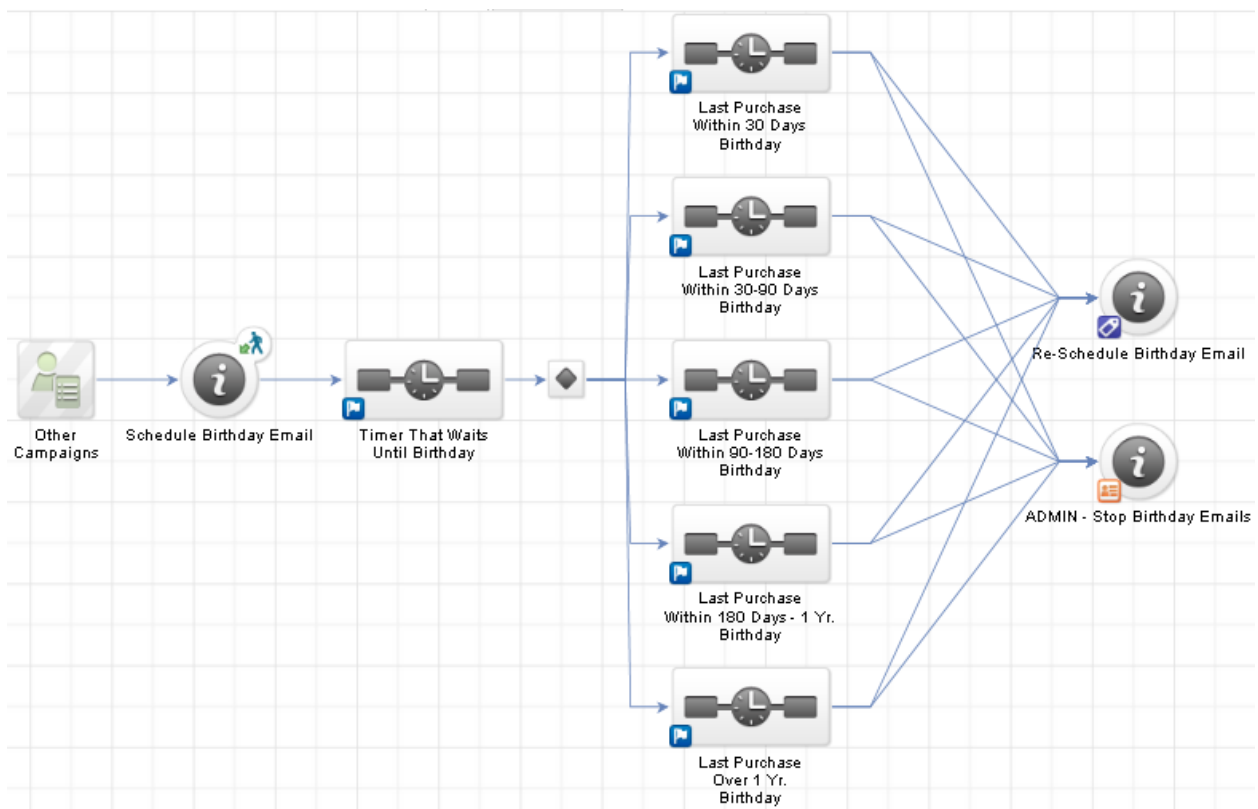 Last Purchase
Within 30 Days
Birthday
Last Purchase
Within 30-90 Days
Birthday
Other
Campaigns
Schedule Birthday Email
Timer That Waits
Until Birthday
Last Purchase
Within 90-180 Days
Birthday
Re-Schedule Birthday Email
ADMIN - Stop Birthday Emails
Last Purchase
Within 180 Days - 1 Yr.
Birthday
Last Purchase
Over 1 Yr.
Birthday